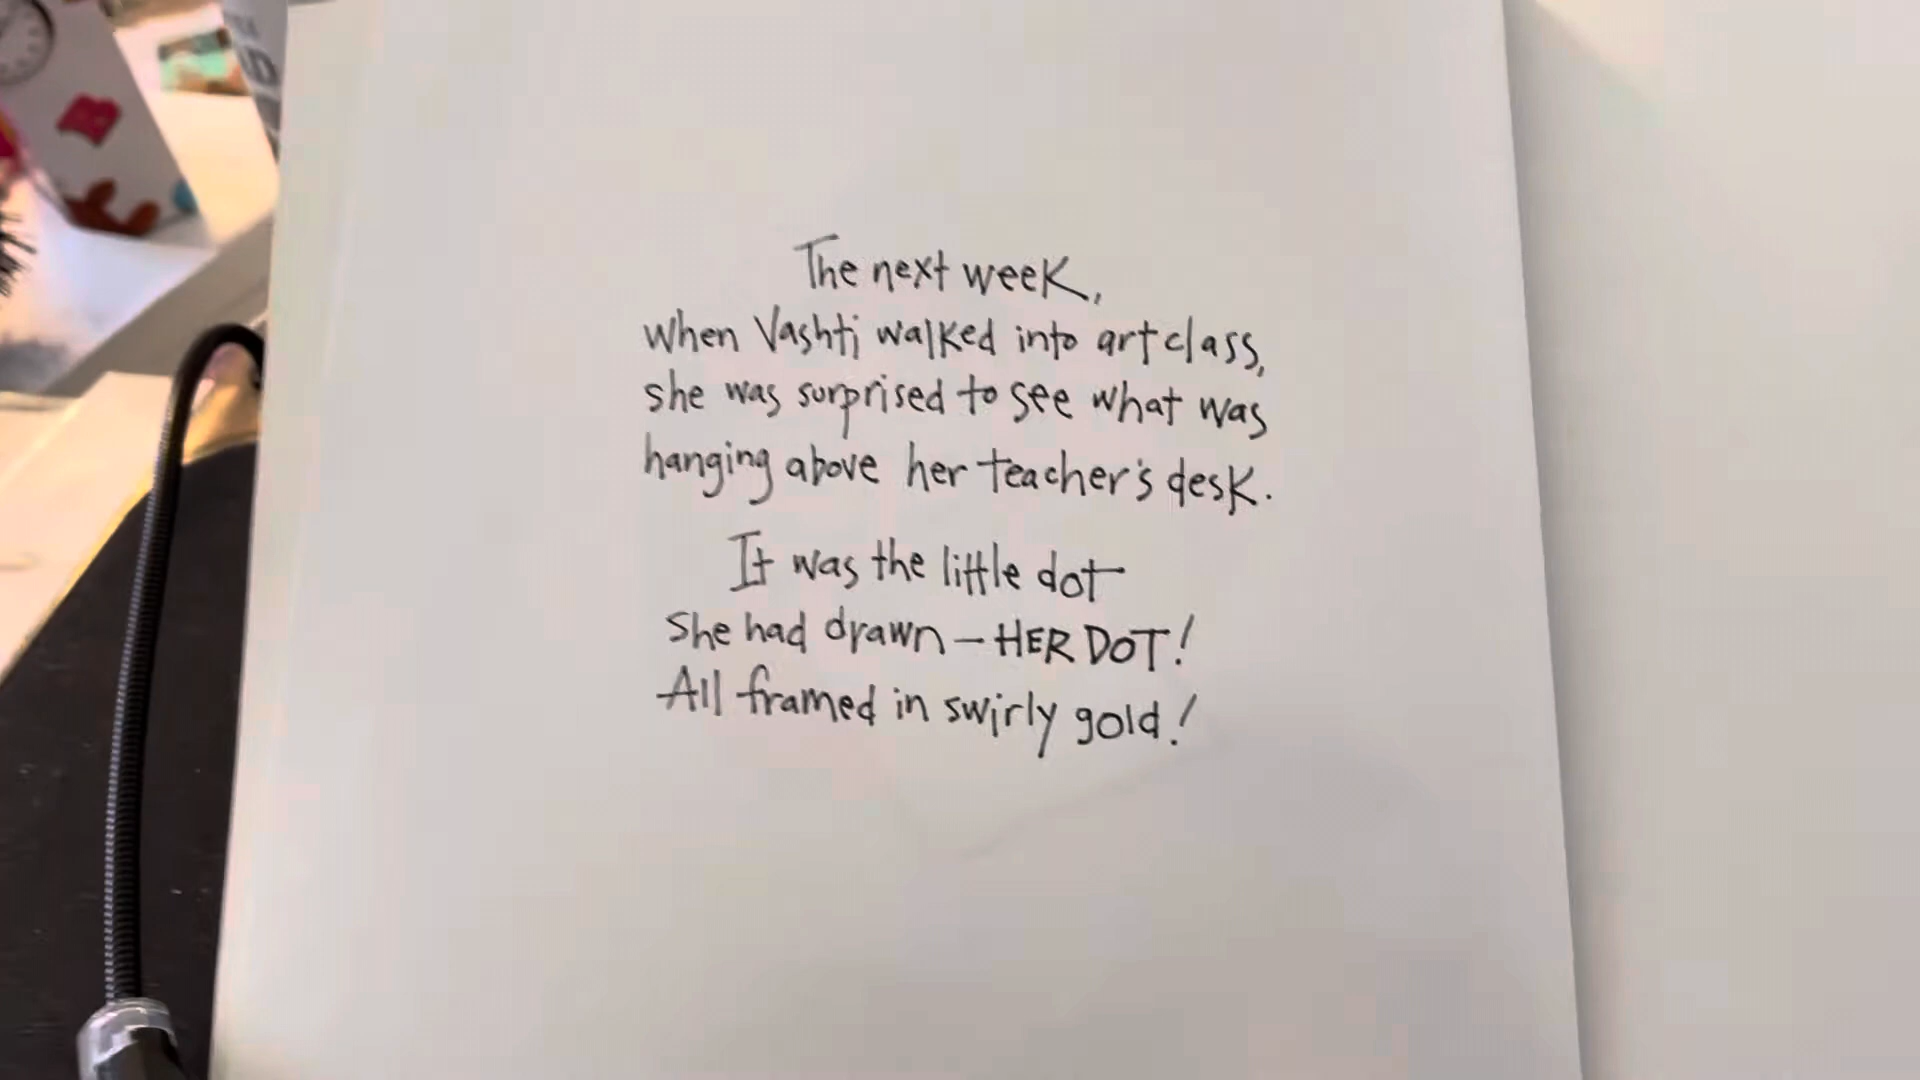 The next week,
when Vashti walked into art class,
she was surprised to see what was
hanging above her teacher's desk.
It was the little dot
she had drawn — HER DOT!
All framed in swirly gold!